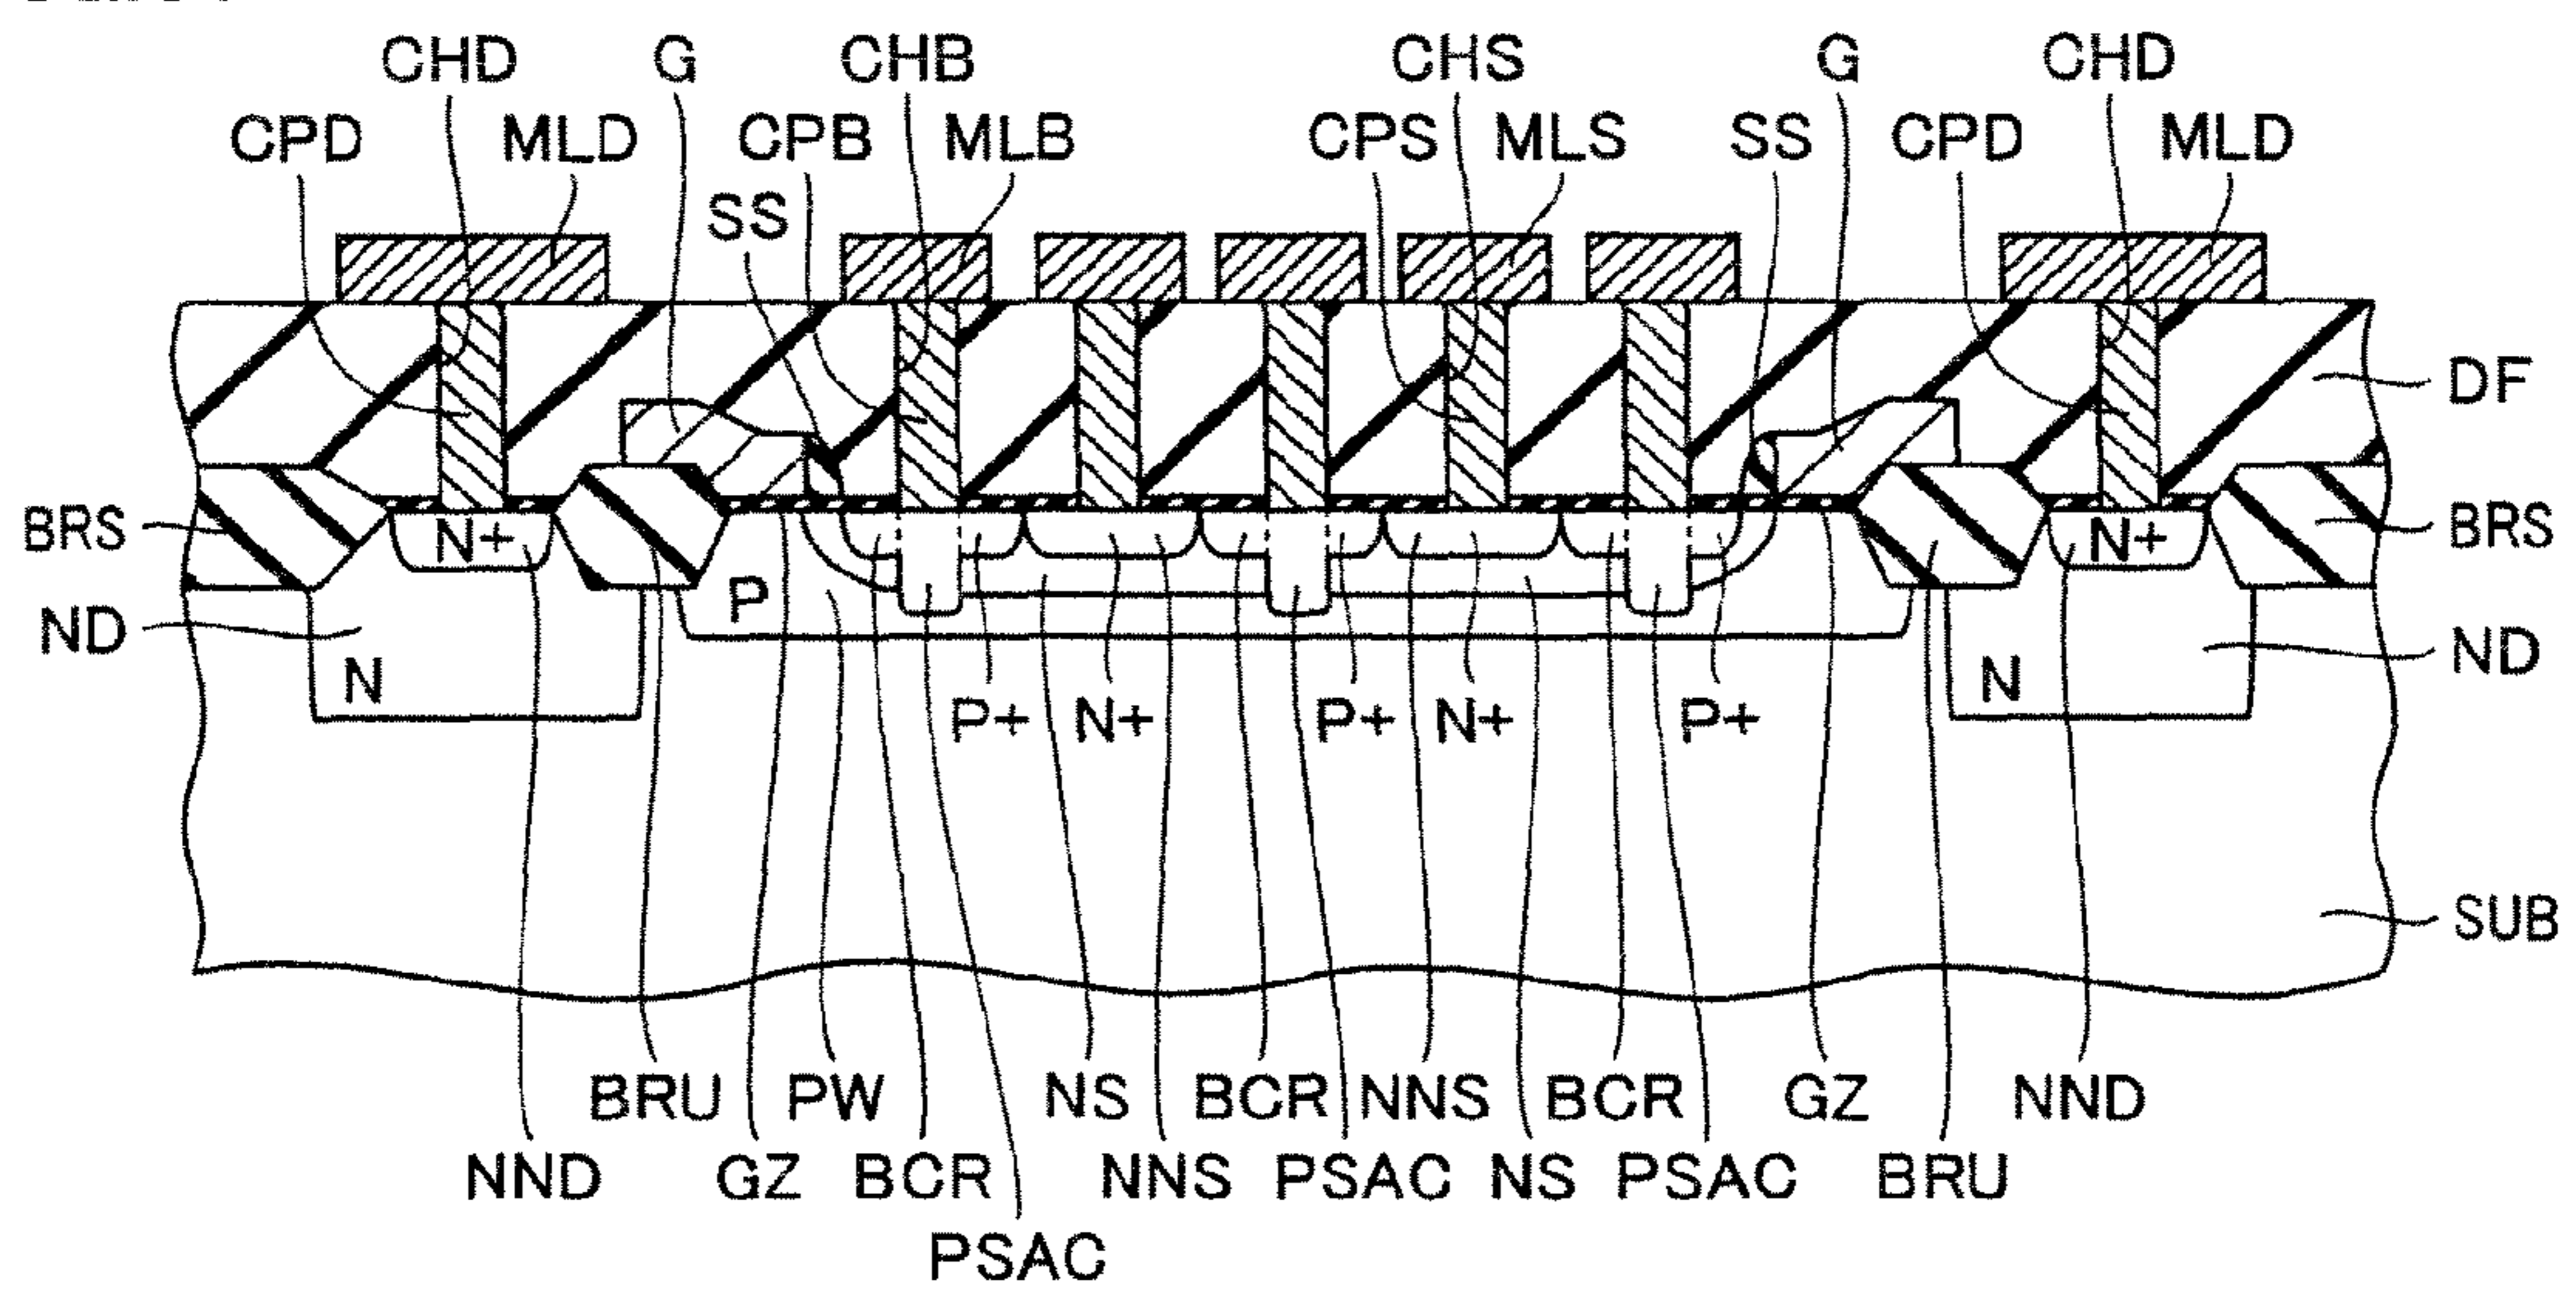 CHD G CHB CHS G CHD
CPD MLD CPB MLB CPS MLS SS CPD MLD
SS
DF
BRS N+ N+ BRS
ND P ND
N N
P+ N+ P+ N+ P+
SUB
BRU PW NS BCR NNS BCR GZ NND
NND GZ BCR NNS PSAC NS PSAC BRU
PSAC